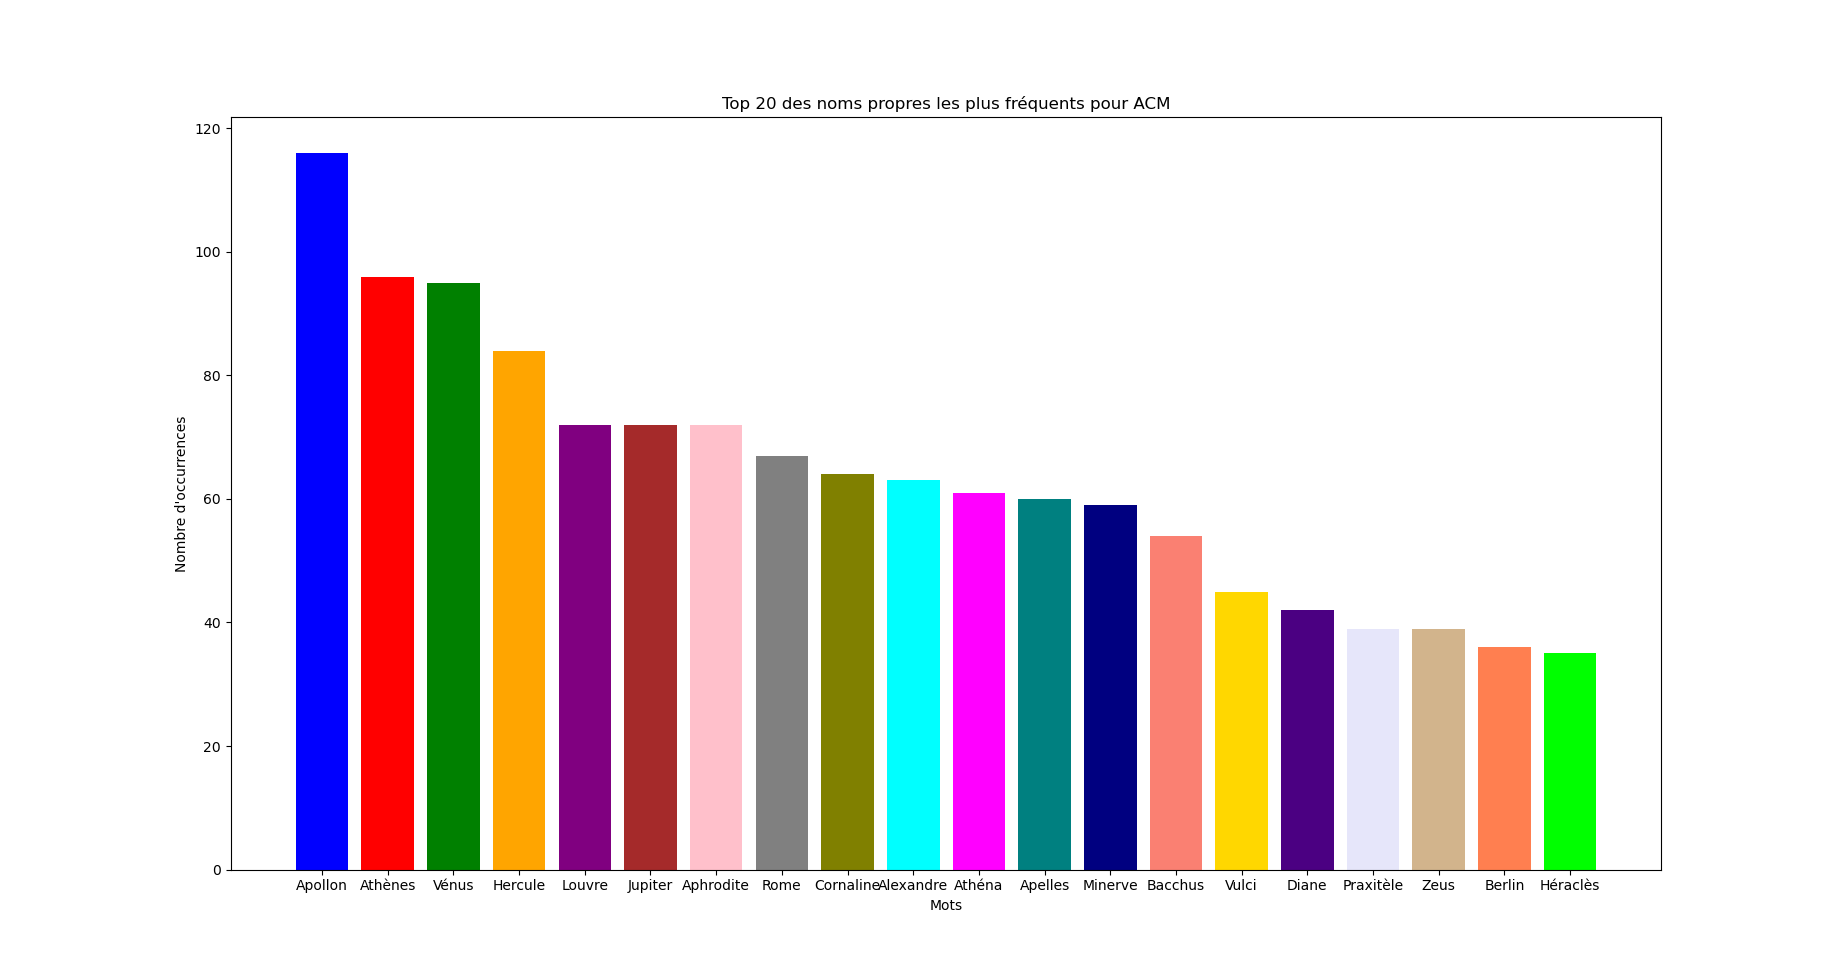 Top 20 des noms propres les plus fréquents pour ACM
120
100
80
60
40
20
0
Nombre d'occurrences
Apollon Athènes Vénus Hercule Louvre Jupiter Aphrodite Rome Cornaline Alexandre Athéna Apelles Minerve Bacchus Vulci Diane Praxitèle Zeus Berlin Héraclès
Mots